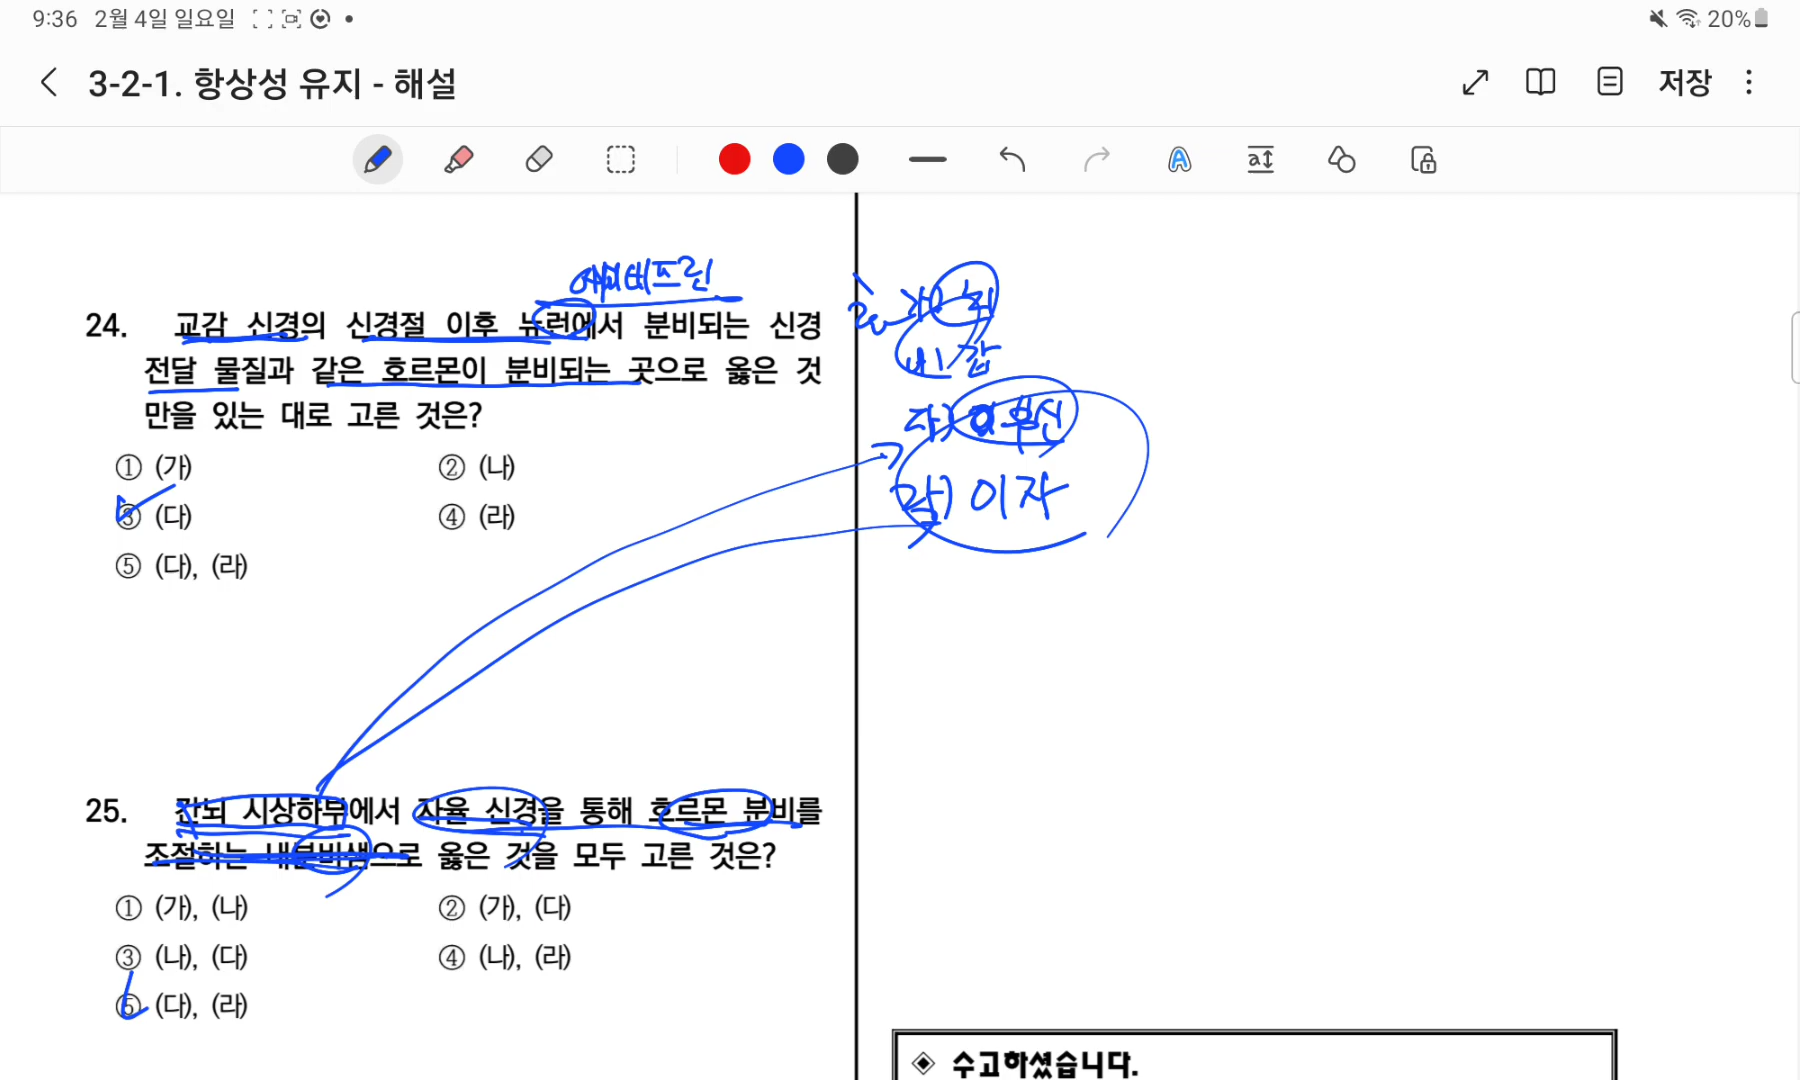 9:36 2월 4일 일요일
20%
3-2-1. 항상성 유지 - 해설
저장
에피네프린
24. 교감 신경의 신경절 이후 뉴런에서 분비되는 신경
전달 물질과 같은 호르몬이 분비되는 곳으로 옳은 것
만을 있는 대로 고른 것은?
① (가)
② (나)
③ (다)
④ (라)
⑤ (다), (라)
25. 간뇌 시상하부에서 자율 신경을 통해 호르몬 분비를
조절하는 내분비샘으로 옳은 것을 모두 고른 것은?
① (가), (나)
② (가), (다)
③ (나), (다)
④ (나), (라)
⑤ (다), (라)
갑
다) 부신
라) 이자
◈ 수고하셨습니다.